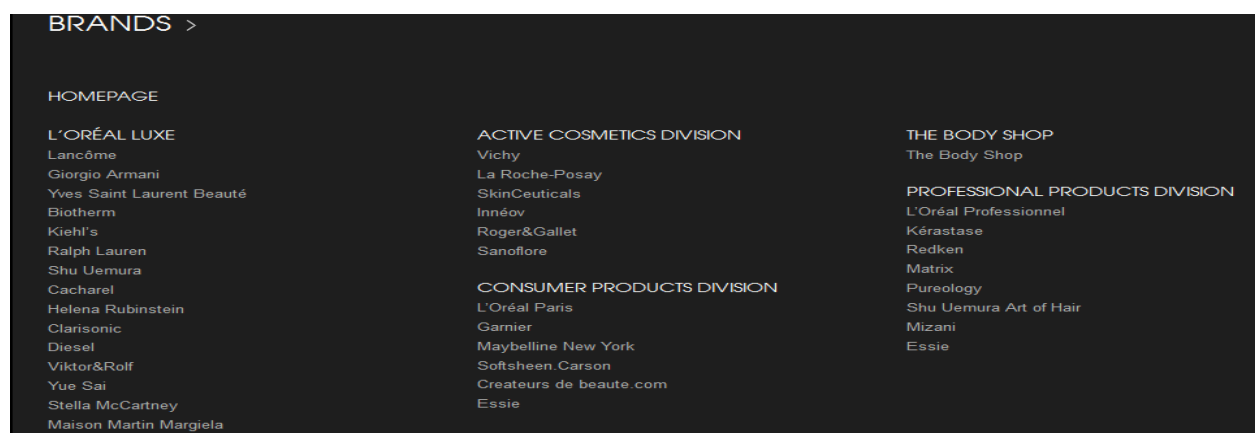 BRANDS >
HOMEPAGE
L'ORÉAL LUXE
Lancôme
Giorgio Armani
Yves Saint Laurent Beauté
Biotherm
Kiehl's
Ralph Lauren
Shu Uemura
Cacharel
Helena Rubinstein
Clarisonic
Diesel
Viktor&Rolf
Yue Sai
Stella McCartney
Maison Martin Margiela
ACTIVE COSMETICS DIVISION
Vichy
La Roche-Posay
SkinCeuticals
Innéov
Roger&Gallet
Sanoflore
CONSUMER PRODUCTS DIVISION
L'Oréal Paris
Garnier
Maybelline New York
Softsheen.Carson
Createurs de beaute.com
Essie
THE BODY SHOP
The Body Shop
PROFESSIONAL PRODUCTS DIVISION
L'Oréal Professionnel
Kérastase
Redken
Matrix
Pureology
Shu Uemura Art of Hair
Mizani
Essie